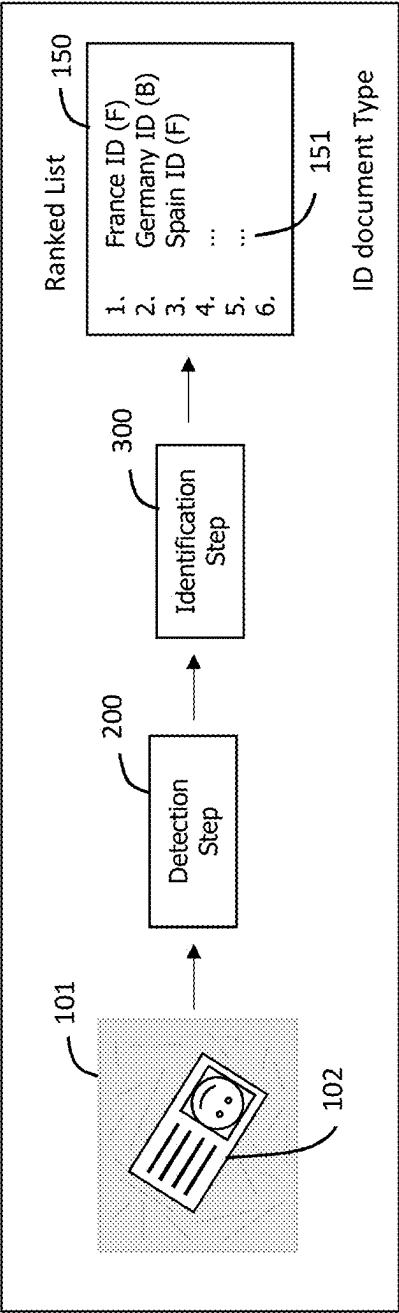 101
102
200
Detection
Step
300
Identification
Step
Ranked List
150
1. France ID (F)
2. Germany ID (B)
3. Spain ID (F)
4. ...
5. ...
6.
151
ID document Type